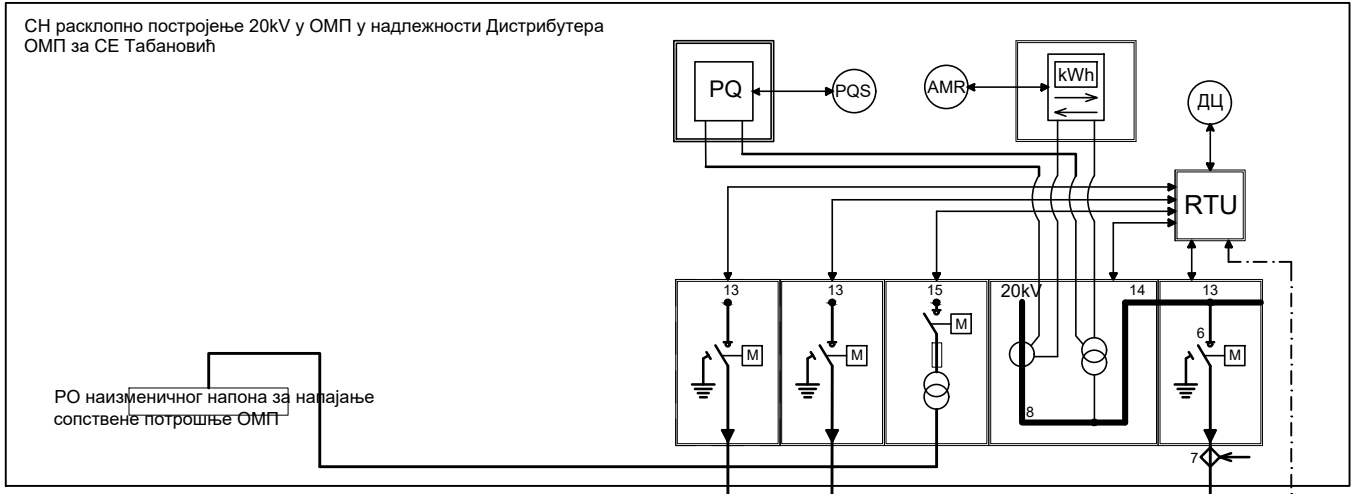 СН расклопно постројење 20kV у ОМП у надлежности Дистрибутера
ОМП за СЕ Табановић
PQ
PQS
AMR
kWh
ДЦ
RTU
13
13
15
20kV
14
13
M
M
M
6
M
8
РО наизменичног напона за напајање
сопствене потрошње ОМП
7